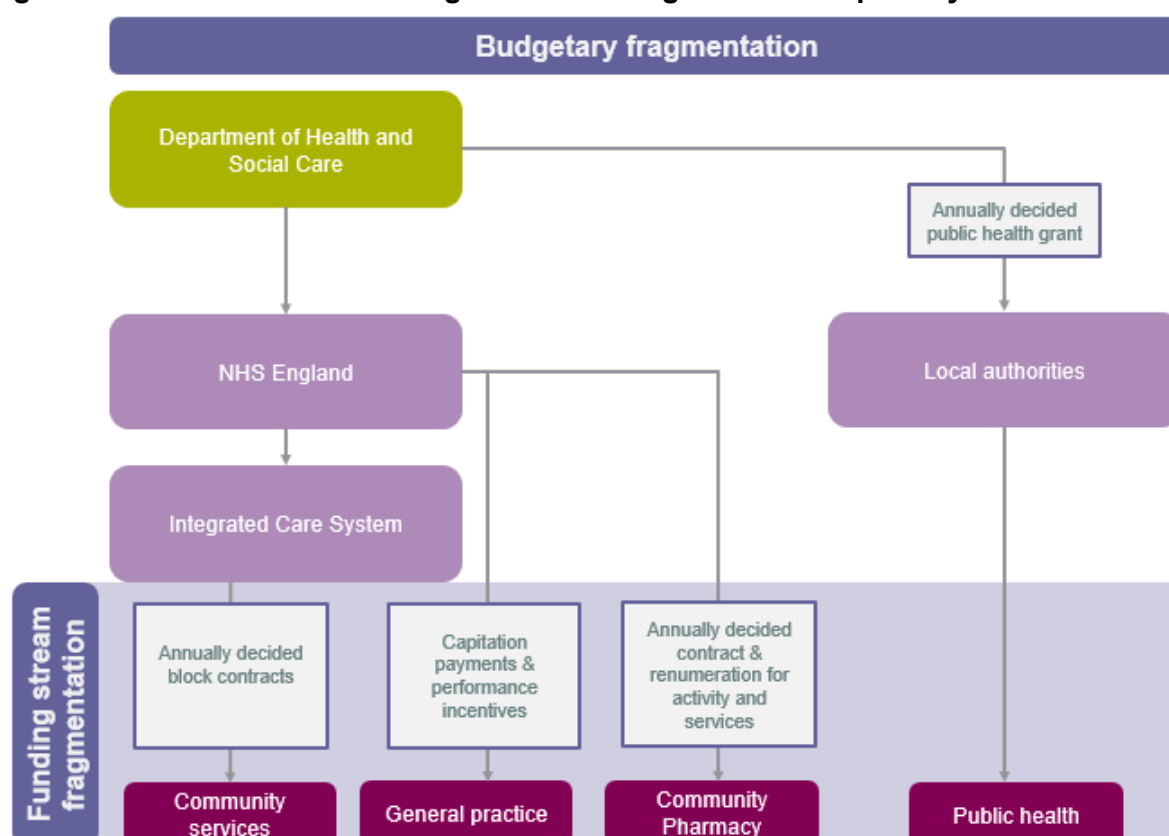 Budgetary fragmentation
Department of Health and
Social Care
Annually decided
public health grant
NHS England
Local authorities
Integrated Care System
Funding stream
fragmentation
Annually decided
block contracts
Capitation
payments &
performance
incentives
Annually decided
contract &
renumeration for
activity and
services
Community
services
General practice
Community
Pharmacy
Public health